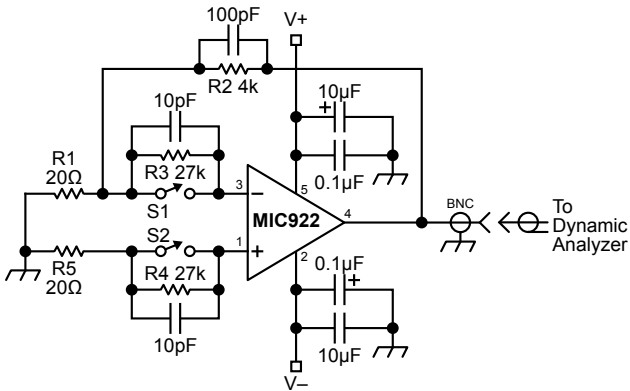 100pF
V+
R2 4k
10pF
10µF
+
R1
20Ω
R3 27k
0.1µF
S1
3
−
5
MIC922
4
BNC
To
Dynamic
Analyzer
S2
1
+
2
R5
20Ω
R4 27k
0.1µF
+
10pF
10µF
V–